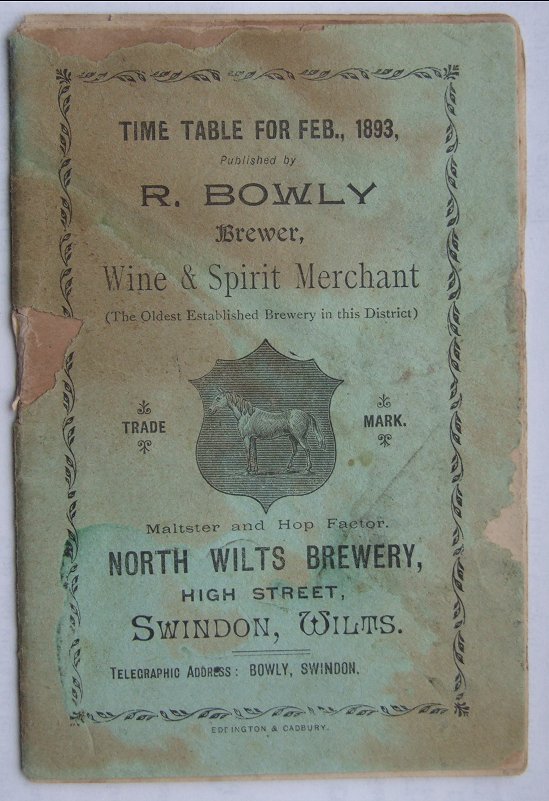 TIME TABLE FOR FEB., 1893,
Published by
R. BOWLY
Brewer,
Wine & Spirit Merchant
(The Oldest Established Brewery in this District)
TRADE MARK.
Maltster and Hop Factor.
NORTH WILTS BREWERY,
HIGH STREET,
SWINDON, WILTS.
TELEGRAPHIC ADDRESS: BOWLY, SWINDON.
EDDINGTON & CADBURY.